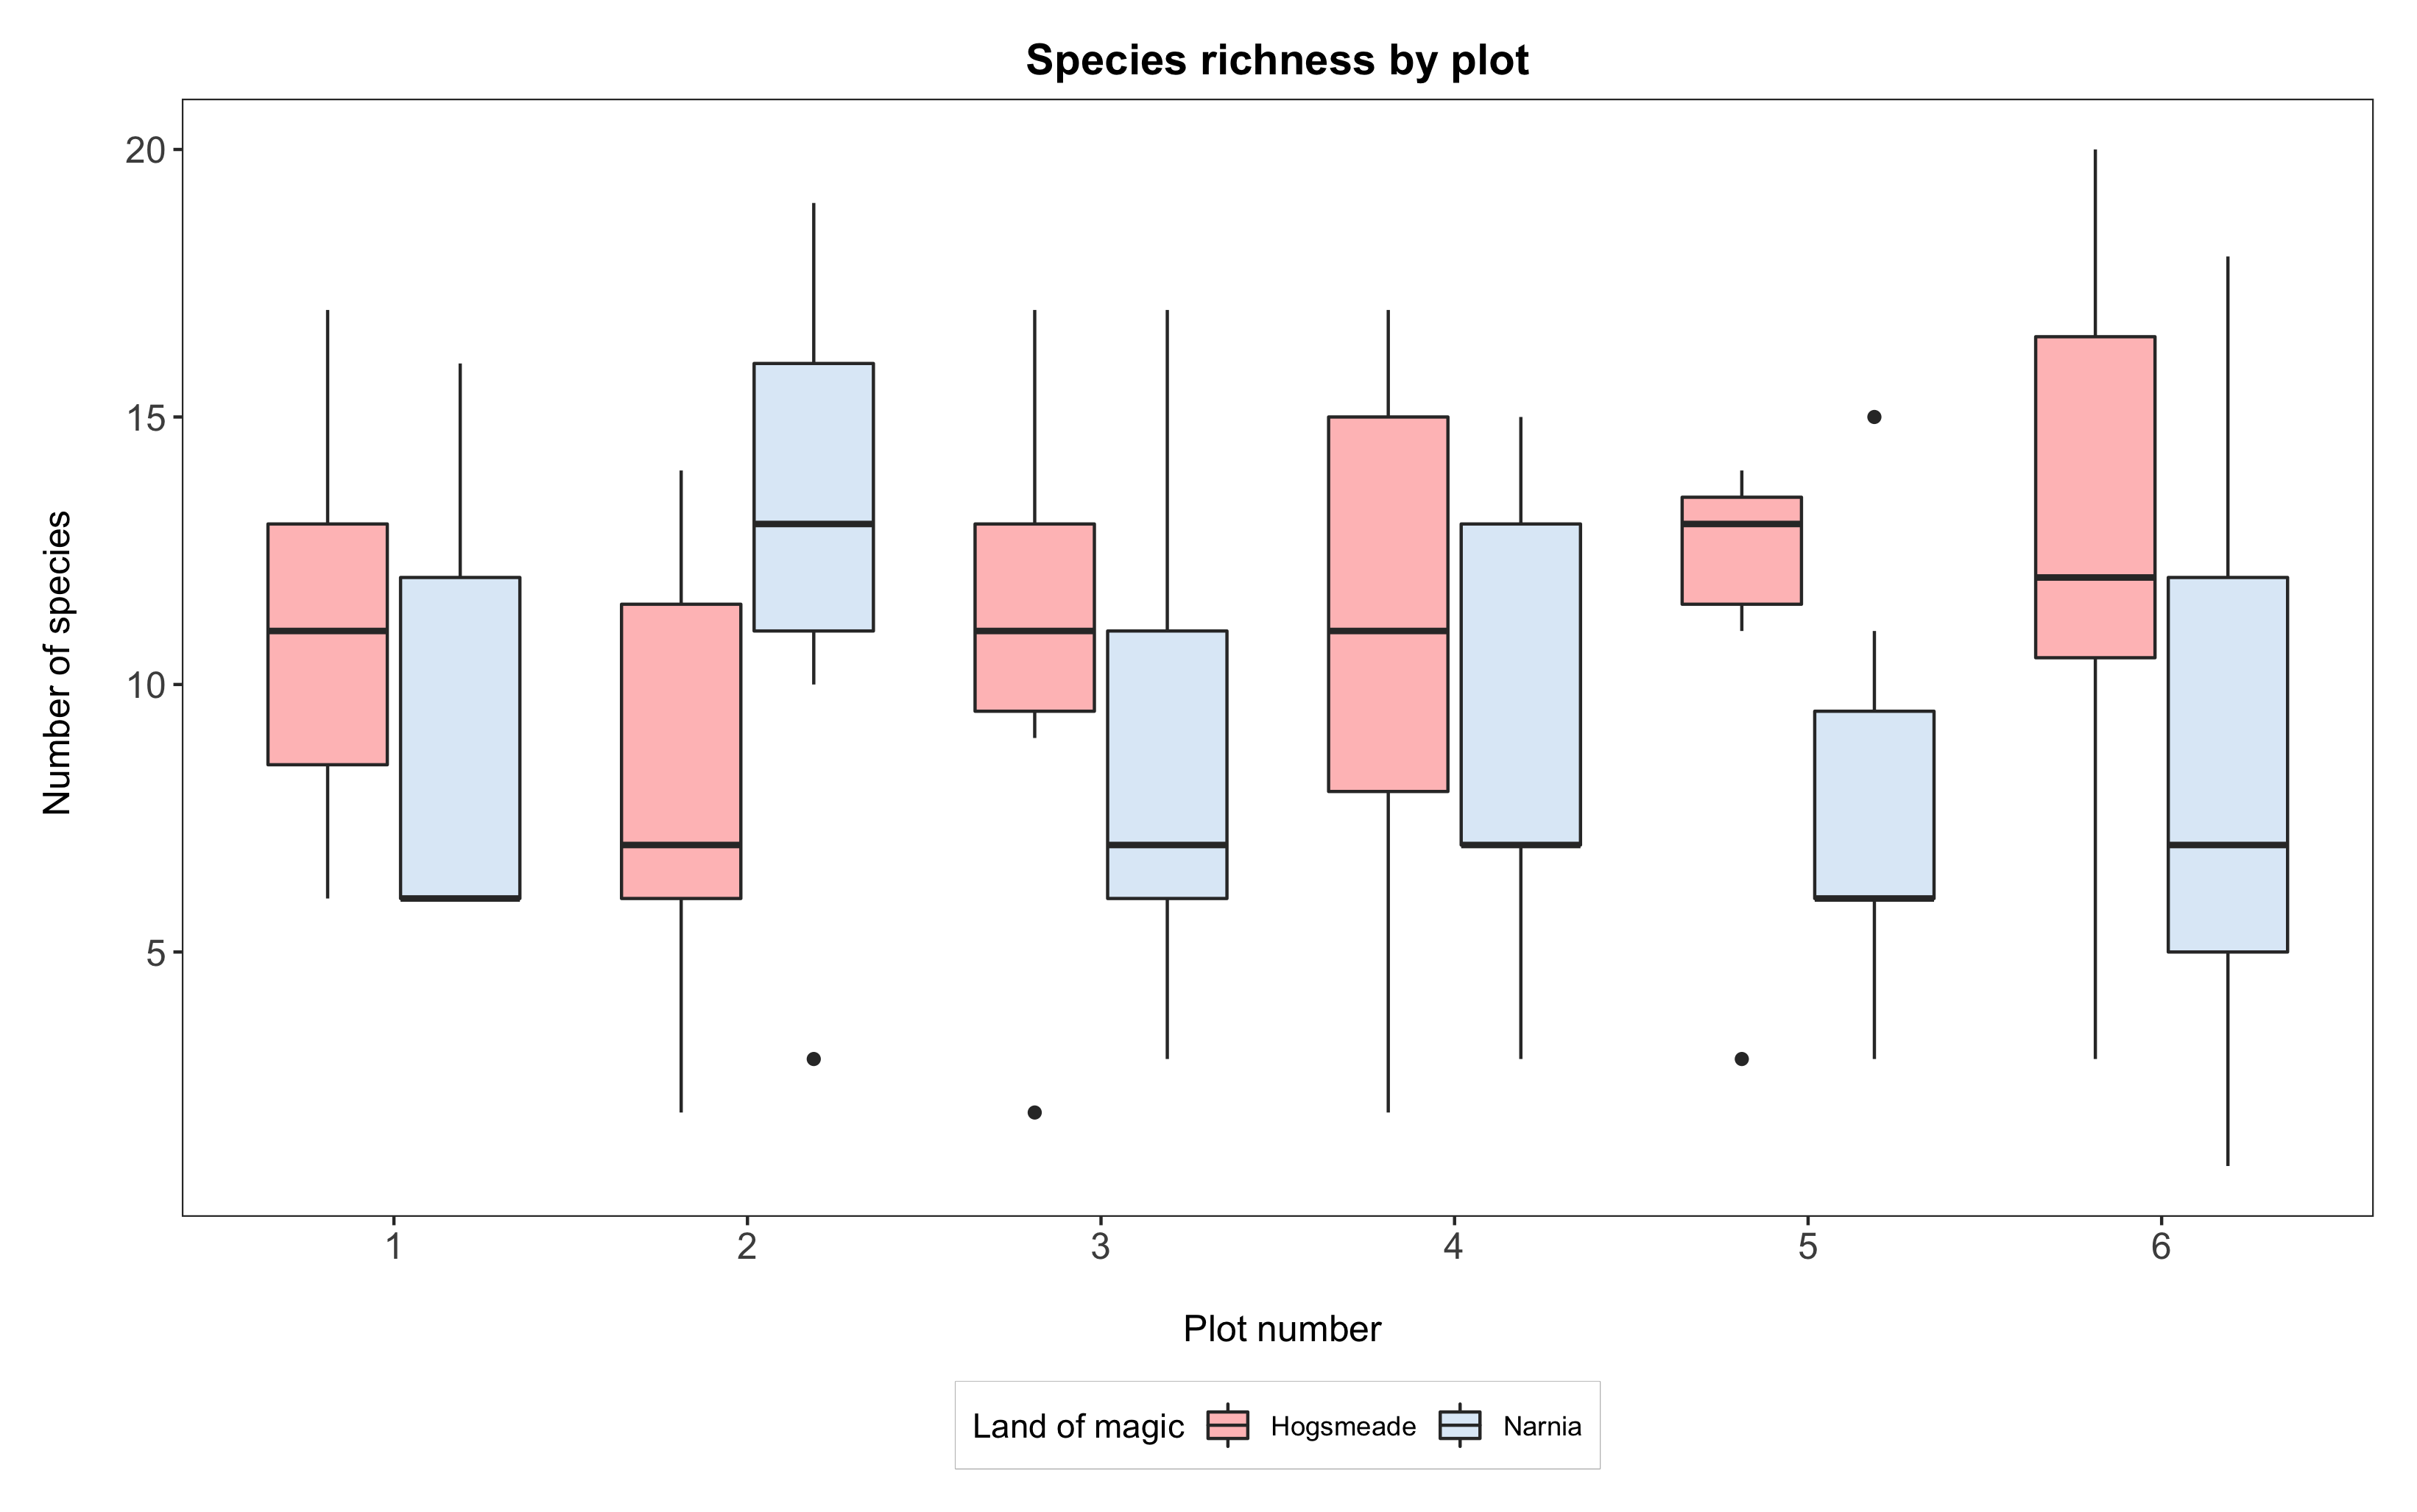 Species richness by plot
Number of species
20
15
10
5
1 2 3 4 5 6
Plot number
Land of magic Hogsmeade Narnia